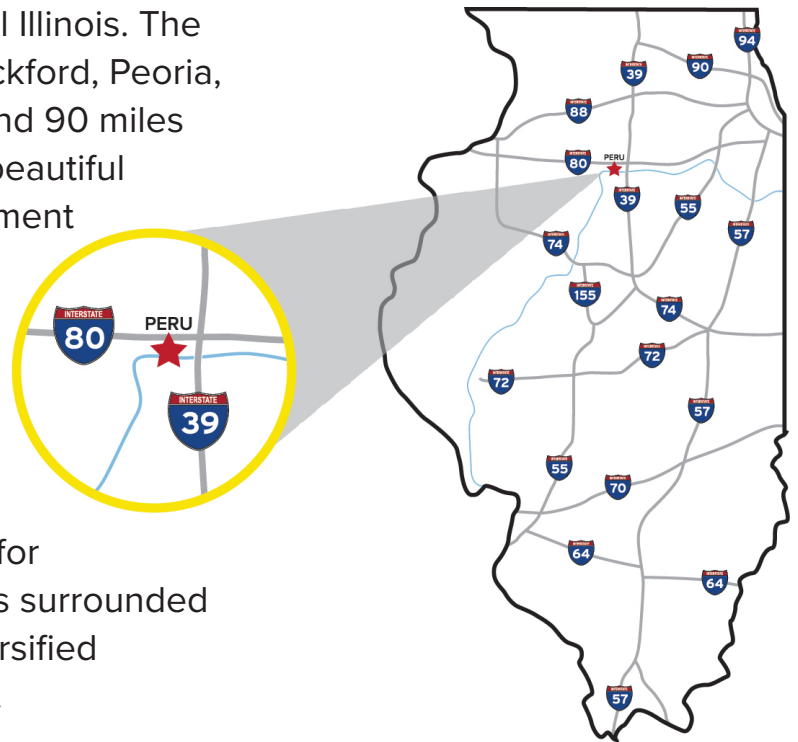 l Illinois. The
ckford, Peoria,
nd 90 miles
beautiful
ment
INTERSTATE
80
PERU
INTERSTATE
39
for
s surrounded
rsified
94
39
90
88
80
PERU
39
55
57
74
155
74
72
72
57
55
70
64
64
57